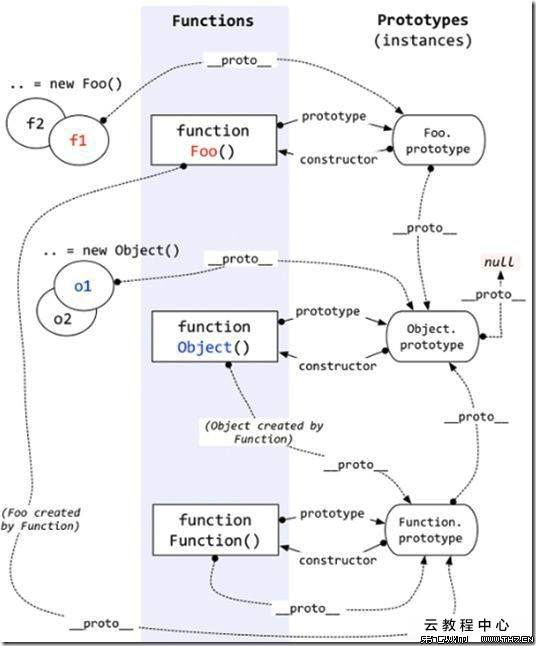 Functions
Prototypes
(instances)
__proto__
.. = new Foo()
f2
f1
function
Foo()
prototype
constructor
Foo.
prototype
__proto__
.. = new Object()
__proto__
null
__proto__
o1
o2
function
Object()
prototype
constructor
Object.
prototype
(Object created by
Function)
__proto__
__proto__
(Foo created
by Function)
function
Function()
prototype
constructor
Function.
prototype
__proto__
__proto__
云教程中心